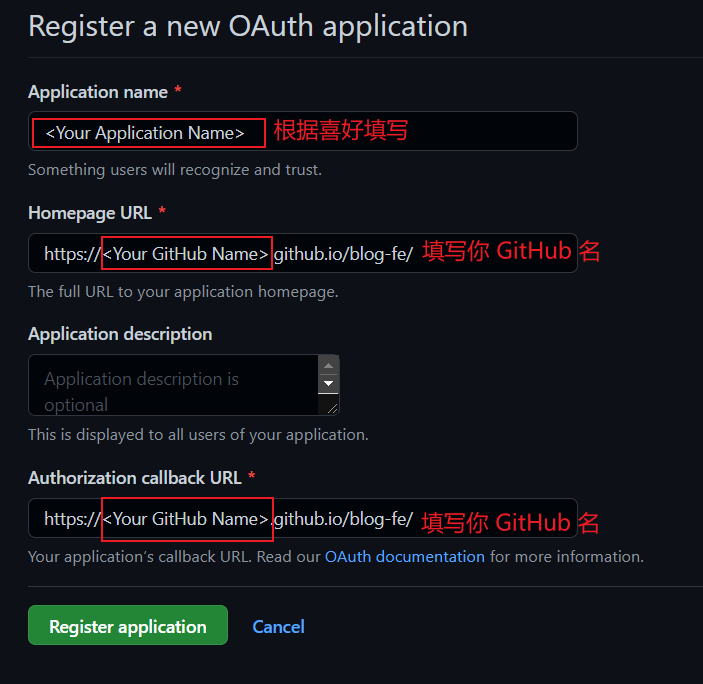 Register a new OAuth application
Application name *
<Your Application Name> 根据喜好填写
Something users will recognize and trust.
Homepage URL *
https://<Your GitHub Name>.github.io/blog-fe/ 填写你 GitHub 名
The full URL to your application homepage.
Application description
Application description is
optional
This is displayed to all users of your application.
Authorization callback URL *
https://<Your GitHub Name>.github.io/blog-fe/ 填写你 GitHub 名
Your application’s callback URL. Read our OAuth documentation for more information.
Register application Cancel